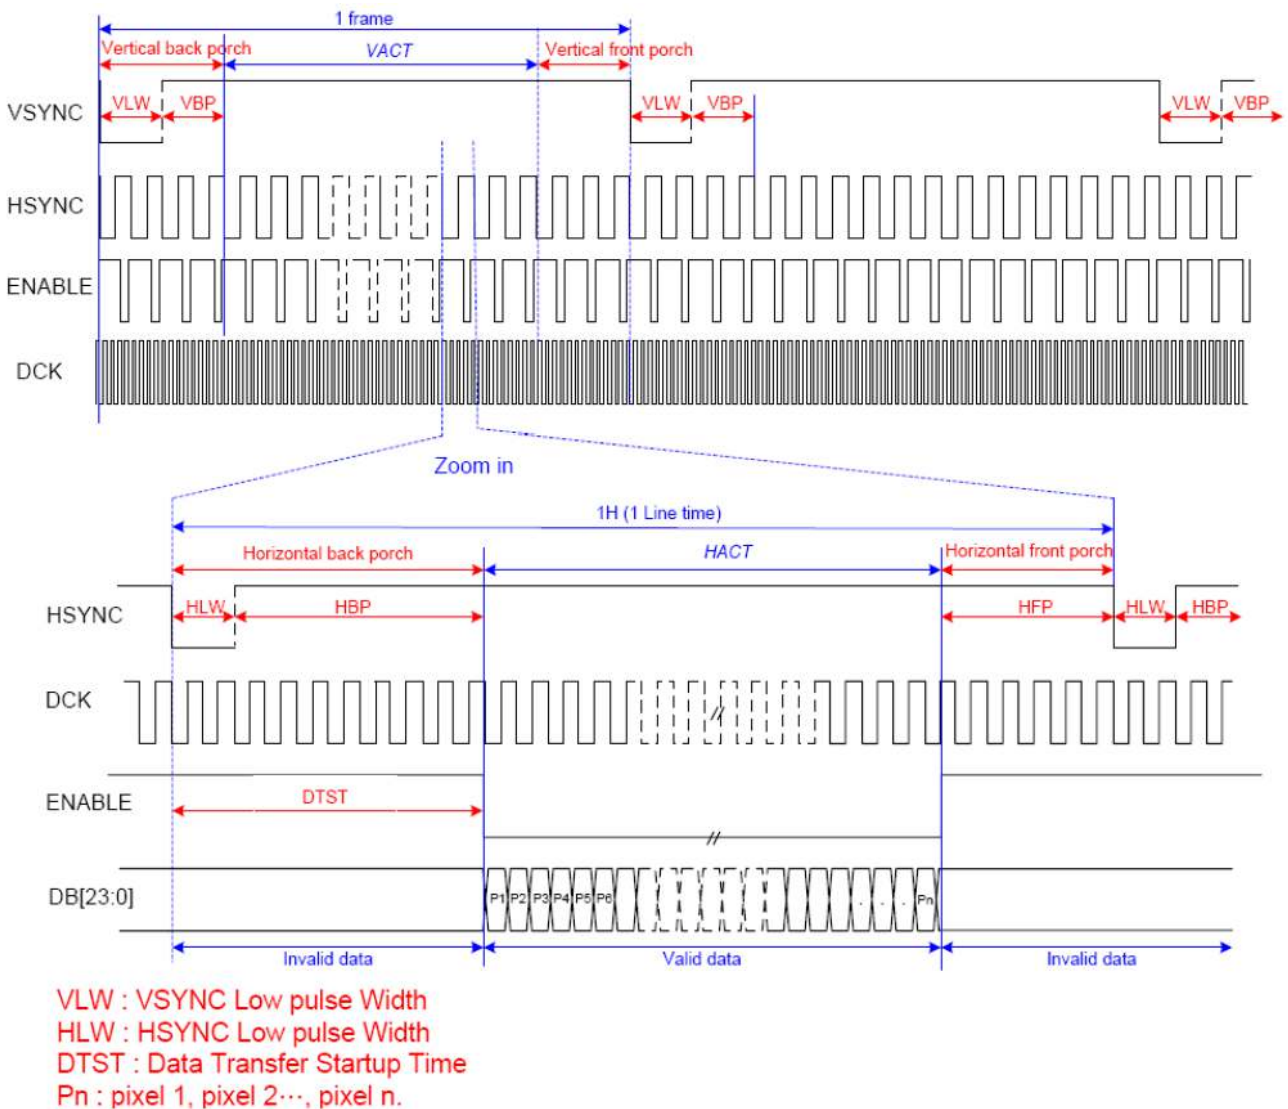 1 frame
Vertical back porch VACT Vertical front porch
VSYNC VLW VBP VLW VBP VLW VBP
HSYNC
ENABLE
DCK
Zoom in
1H (1 Line time)
Horizontal back porch HACT Horizontal front porch
HSYNC HLW HBP HFP HLW HBP
DCK //
ENABLE DTST //
DB[23:0] P1 P2 P3 P4 P5 P6 . . . Pn
Invalid data Valid data Invalid data
VLW : VSYNC Low pulse Width
HLW : HSYNC Low pulse Width
DTST : Data Transfer Startup Time
Pn : pixel 1, pixel 2···, pixel n.